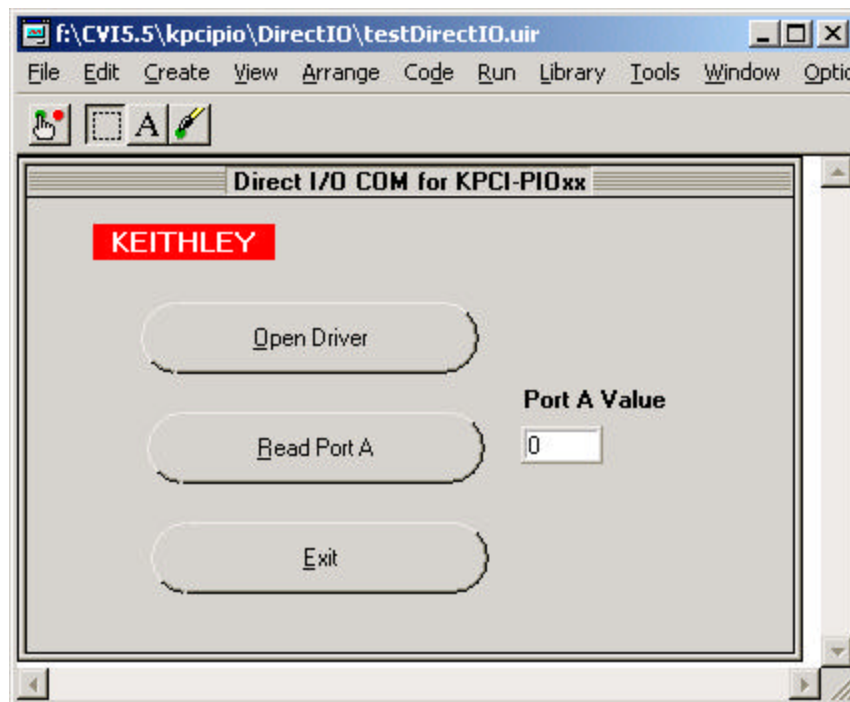 f:\CVI5.5\kpcipio\DirectIO\testDirectIO.uir
File Edit Create View Arrange Code Run Library Tools Window Optio
A
Direct I/O COM for KPCI-PIOxx
KEITHLEY
Open Driver
Port A Value
Read Port A
0
Exit